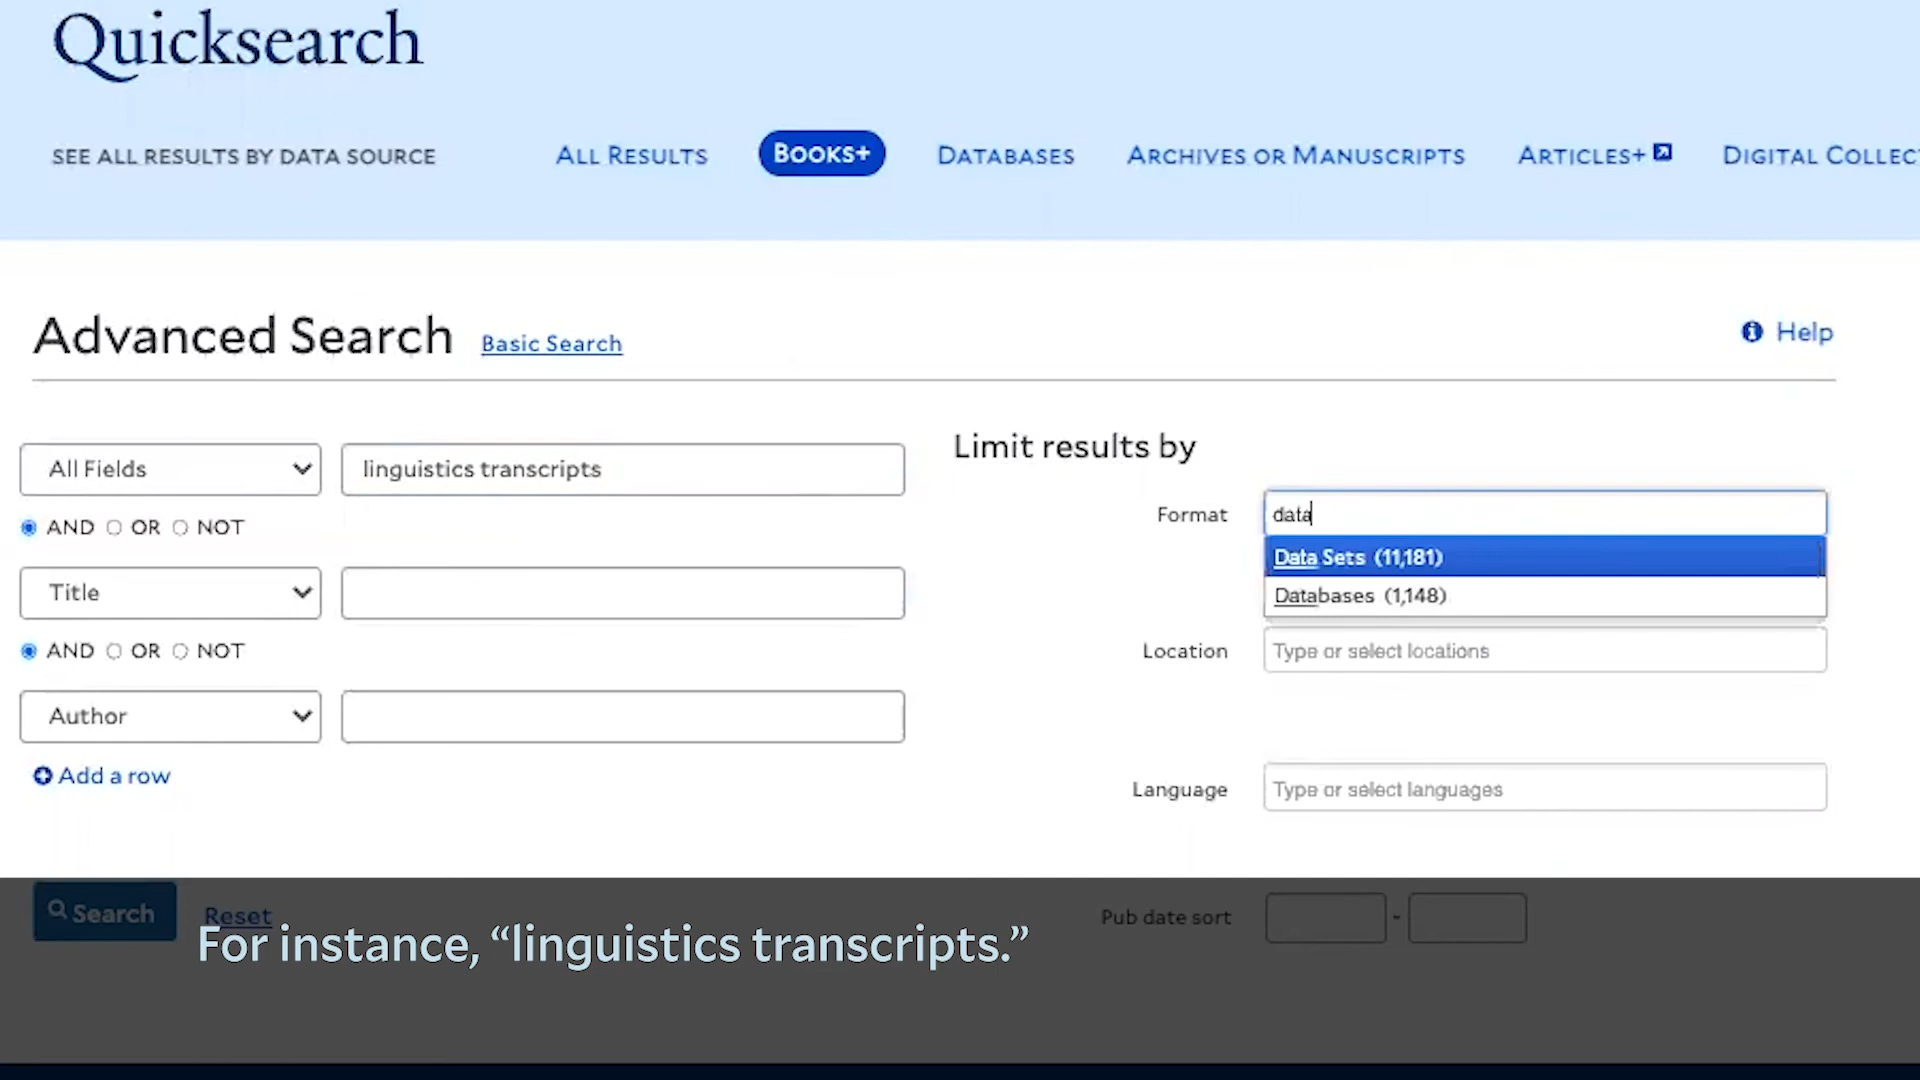 Quicksearch
SEE ALL RESULTS BY DATA SOURCE
ALL RESULTS
BOOKS+
DATABASES
ARCHIVES OR MANUSCRIPTS
ARTICLES+
DIGITAL COLLEC
Advanced Search
Basic Search
Help
All Fields
linguistics transcripts
AND OR NOT
Title
AND OR NOT
Author
Add a row
Limit results by
Format
data
Data Sets (11,181)
Databases (1,148)
Location
Type or select locations
Language
Type or select languages
Search
Reset
Pub date sort
-
For instance, “linguistics transcripts.”